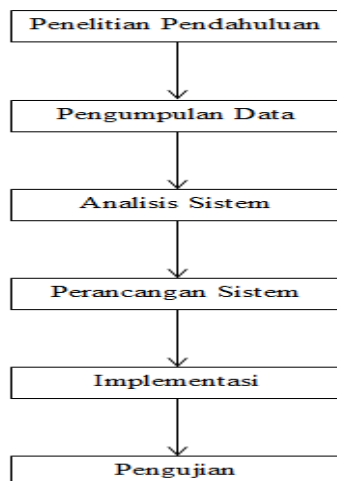 Penelitian Pendahuluan
Pengumpulan Data
Analisis Sistem
Perancangan Sistem
Implementasi
Pengujian